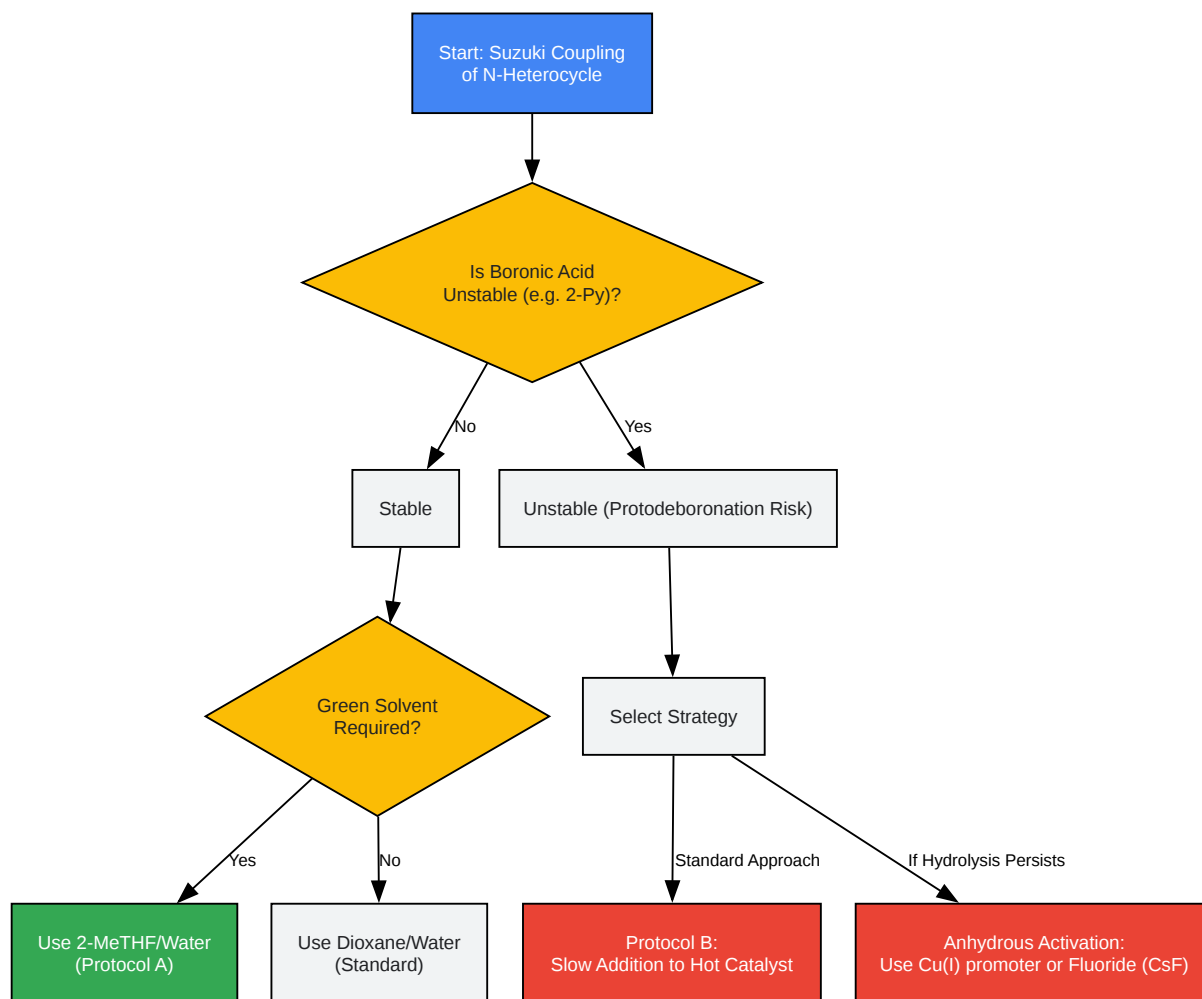 Start: Suzuki Coupling
of N-Heterocycle
Is Boronic Acid
Unstable (e.g. 2-Py)?
No
Yes
Stable
Unstable (Protodeboronation Risk)
Green Solvent
Required?
Select Strategy
Yes
No
Standard Approach
If Hydrolysis Persists
Use 2-MeTHF/Water
(Protocol A)
Use Dioxane/Water
(Standard)
Protocol B:
Slow Addition to Hot Catalyst
Anhydrous Activation:
Use Cu(I) promoter or Fluoride (CsF)